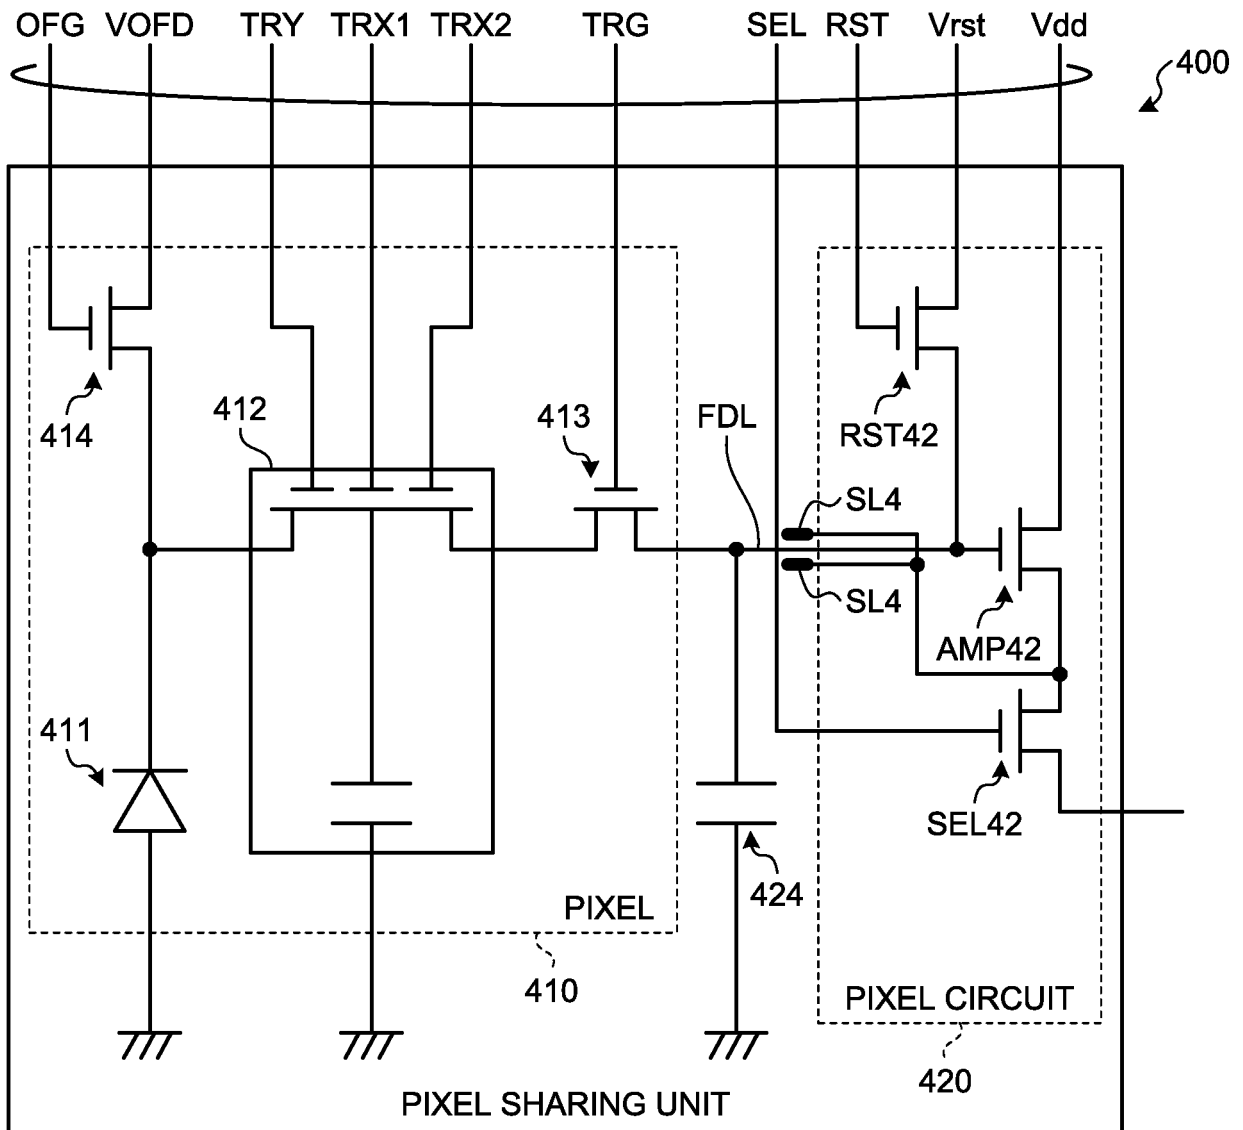 OFG VOFD TRY TRX1 TRX2 TRG SEL RST Vrst Vdd
400
414
412
413
FDL
RST42
SL4
SL4
AMP42
411
SEL42
424
PIXEL
410
PIXEL CIRCUIT
420
PIXEL SHARING UNIT